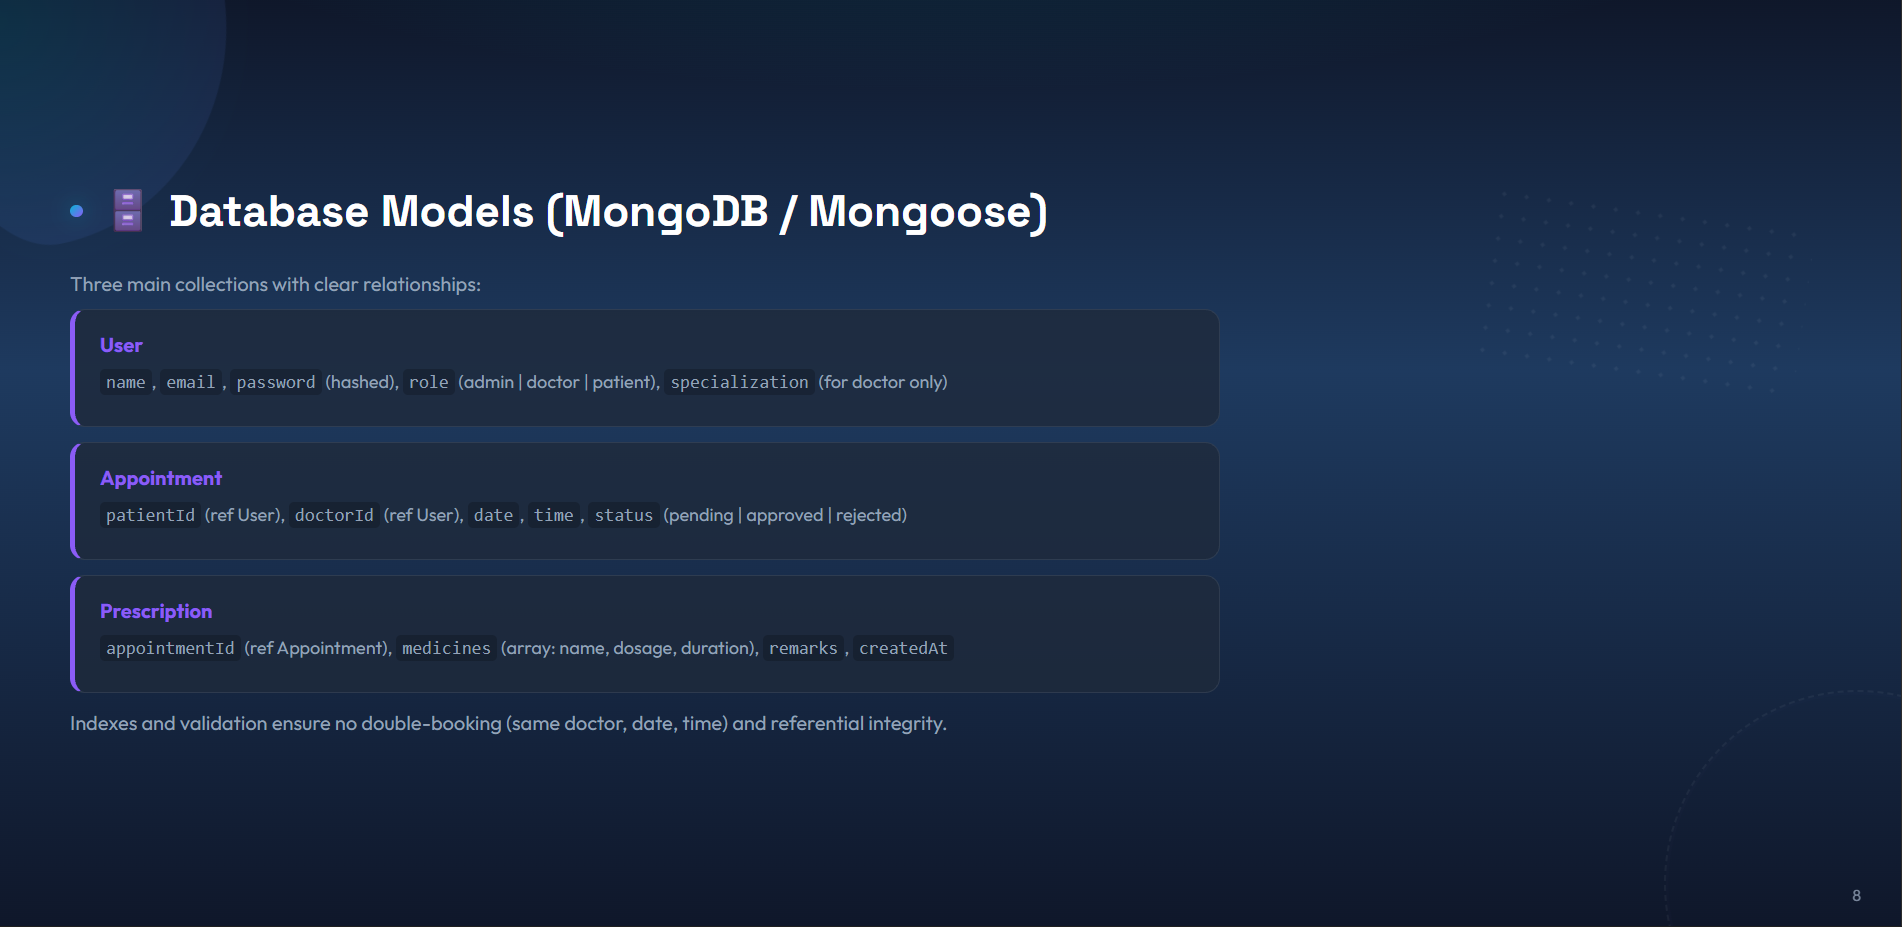 Database Models (MongoDB / Mongoose)
Three main collections with clear relationships:
User
name, email, password (hashed), role (admin | doctor | patient), specialization (for doctor only)
Appointment
patientId (ref User), doctorId (ref User), date, time, status (pending | approved | rejected)
Prescription
appointmentId (ref Appointment), medicines (array: name, dosage, duration), remarks, createdAt
Indexes and validation ensure no double-booking (same doctor, date, time) and referential integrity.
8